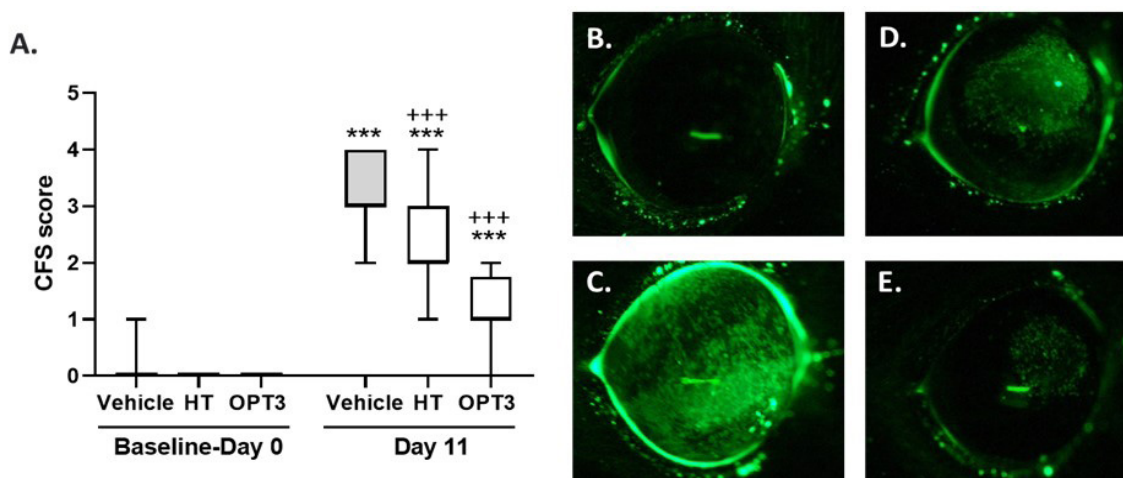 A.
CFS score
5
4
3
2
1
0
***
+++
***
+++
***
Vehicle HT OPT3 Vehicle HT OPT3
Baseline-Day 0 Day 11
B.
D.
C.
E.